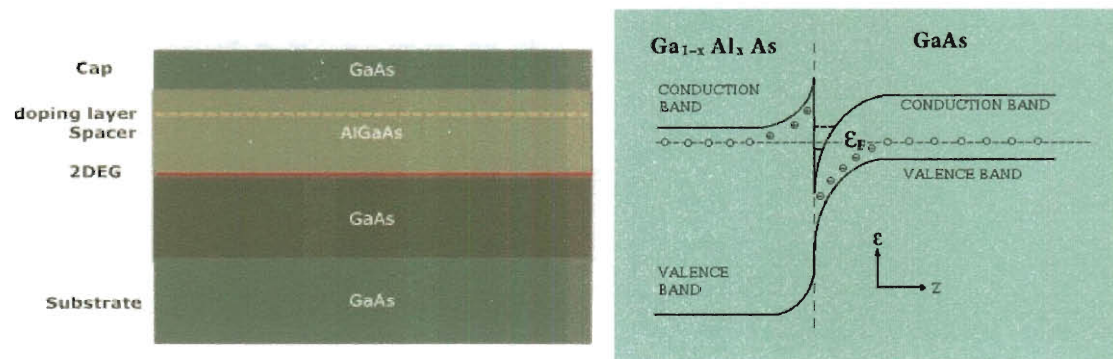 Cap
GaAs
doping layer
Spacer
AlGaAs
2DEG
GaAs
Substrate
GaAs
Ga1-x Alx As
GaAs
CONDUCTION
BAND
CONDUCTION BAND
εF
VALENCE BAND
VALENCE
BAND
ε
z